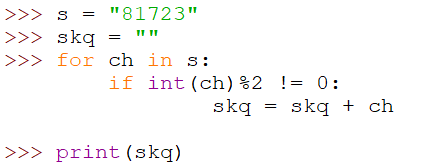 >>> s = "81723"
>>> skq = ""
>>> for ch in s:
        if int(ch)%2 != 0:
                skq = skq + ch

>>> print(skq)